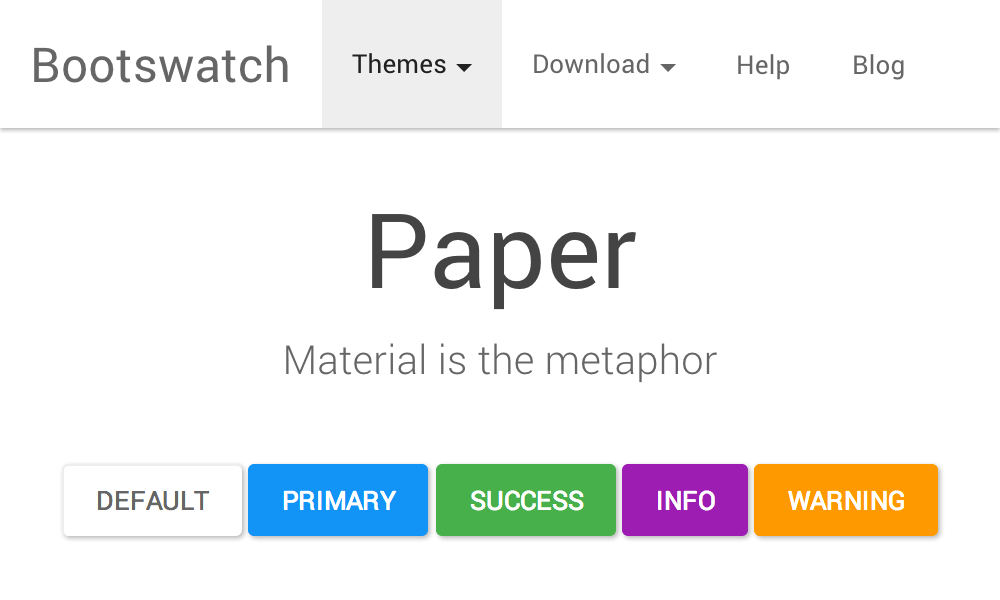 Bootswatch Themes Download Help Blog
Paper
Material is the metaphor
DEFAULT PRIMARY SUCCESS INFO WARNING